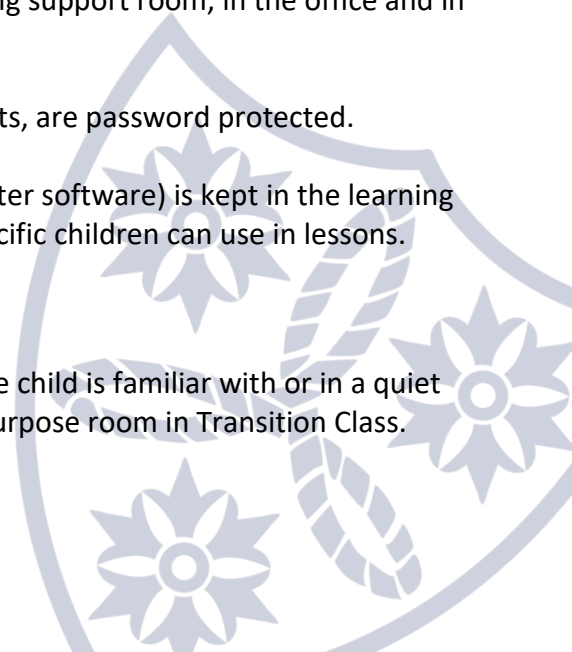 ng support room, in the office and in
ts, are password protected.
ter software) is kept in the learning
cific children can use in lessons.
e child is familiar with or in a quiet
urpose room in Transition Class.